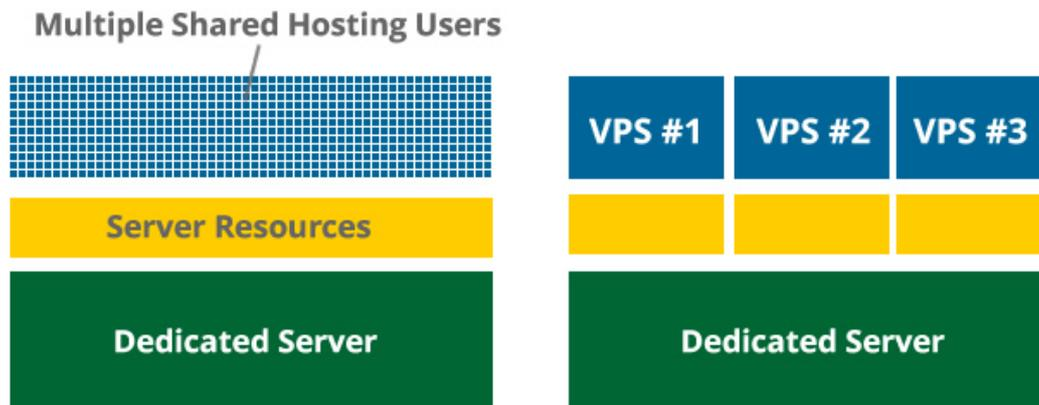 Multiple Shared Hosting Users
Server Resources
Dedicated Server
VPS #1
VPS #2
VPS #3
Dedicated Server